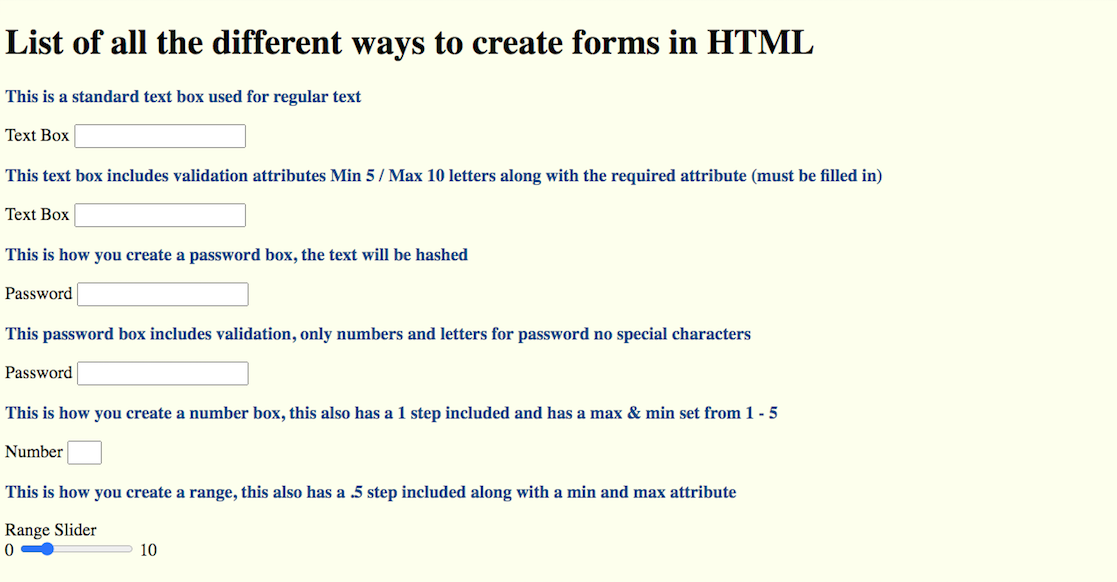 List of all the different ways to create forms in HTML
This is a standard text box used for regular text
Text Box
This text box includes validation attributes Min 5 / Max 10 letters along with the required attribute (must be filled in)
Text Box
This is how you create a password box, the text will be hashed
Password
This password box includes validation, only numbers and letters for password no special characters
Password
This is how you create a number box, this also has a 1 step included and has a max & min set from 1 - 5
Number
This is how you create a range, this also has a .5 step included along with a min and max attribute
Range Slider
0 10